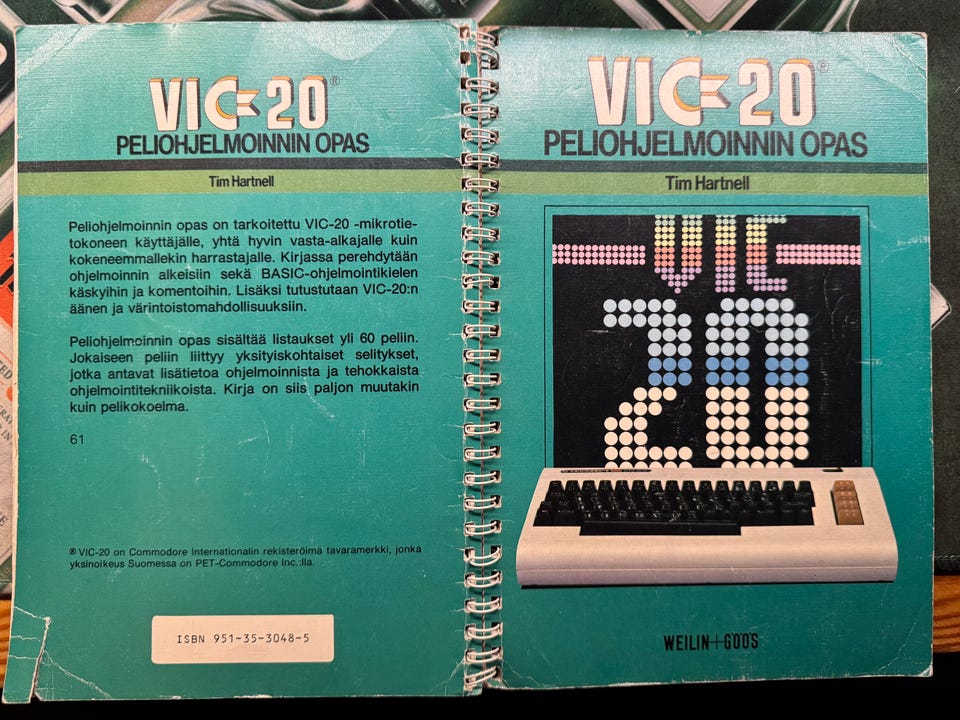 VIC-20®
PELIOHJELMOINNIN OPAS
Tim Hartnell
Peliohjelmoinnin opas on tarkoitettu VIC-20 -mikrotie-
tokoneen käyttäjälle, yhtä hyvin vasta-alkajalle kuin
kokeneemmallekin harrastajalle. Kirjassa perehdytään
ohjelmoinnin alkeisiin sekä BASIC-ohjelmointikielen
käskyihin ja komentoihin. Lisäksi tutustutaan VIC-20:n
äänen ja värintoistomahdollisuuksiin.
Peliohjelmoinnin opas sisältää listaukset yli 60 peliin.
Jokaiseen peliin liittyy yksityiskohtaiset selitykset,
jotka antavat lisätietoa ohjelmoinnista ja tehokkaista
ohjelmointitekniikoista. Kirja on siis paljon muutakin
kuin pelikokoelma.
61
® VIC-20 on Commodore Internationalin rekisteröimä tavaramerkki, jonka
yksinoikeus Suomessa on PET-Commodore Inc.:lla.
ISBN 951-35-3048-5
VIC-20®
PELIOHJELMOINNIN OPAS
Tim Hartnell
VIC
20
WEILIN+GÖÖS